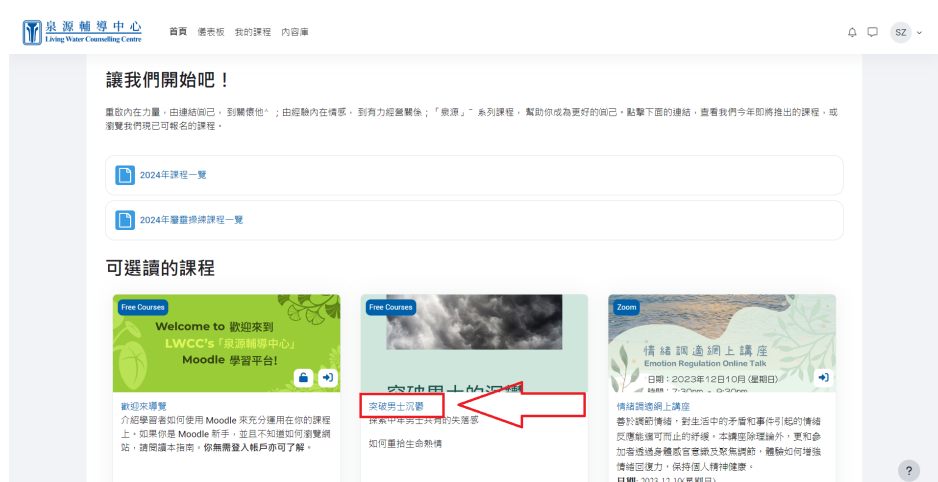 泉源輔導中心
Living Water Counselling Centre
首頁 儀表板 我的課程 內容庫
SZ
讓我們開始吧！
重啟內在力量，由連結
到關懷他
；由經驗內在情感， 到有力經營關係；「泉源」
系列課程， 幫助你成為更好的
己。點擊下面的連結，查看我們今年即將推出的課程，或
瀏覽我們現已可報名的課程。
2024年課程一覽
2024年屬靈操練課程一覽
可選讀的課程
Free Courses
Welcome to 歡迎來到
LWCC's「泉源輔導中心」
Moodle 學習平台!
歡迎來導覽
介紹學習者如何使用 Moodle 來充分運用在你的課程
上。如果你是 Moodle 新手，並且不知道如何瀏覽網
站，請閱讀本指南。你無需登入帳戶亦可了解。
Free Courses
突破男士沉鬱
探索中年男士共有的失落感
如何重拾生命熱情
Zoom
情緒調適網上講座
Emotion Regulation Online Talk
日期：2023年12日10月 (星期日)
時間：7:30pm - 9:30pm
情緒調適網上講座
善於調節情緒，對生活中的矛盾和事件引起的情緒
反應能適可而止的紓緩。本講座除理論外，更和參
加者透過身體感官意識及聚焦調節，體驗如何增強
情緒回復力，保持個人精神健康。
日期: 2023.12.10(星期日)
?